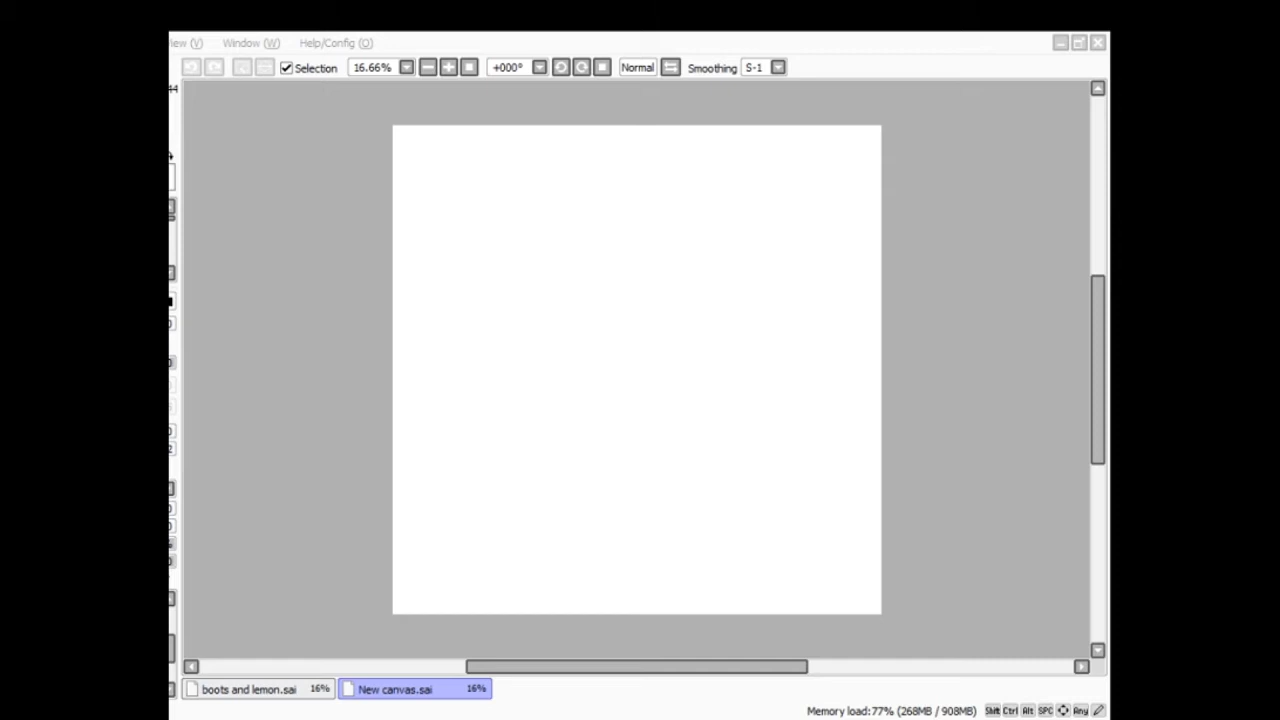 View (V) Window (W) Help/Config (O)
Selection 16.66% +000° Normal Smoothing S-1
boots and lemon.sai 16% New canvas.sai 16%
Memory load: 77% (268MB / 908MB) Shift Ctrl Alt SPC Any